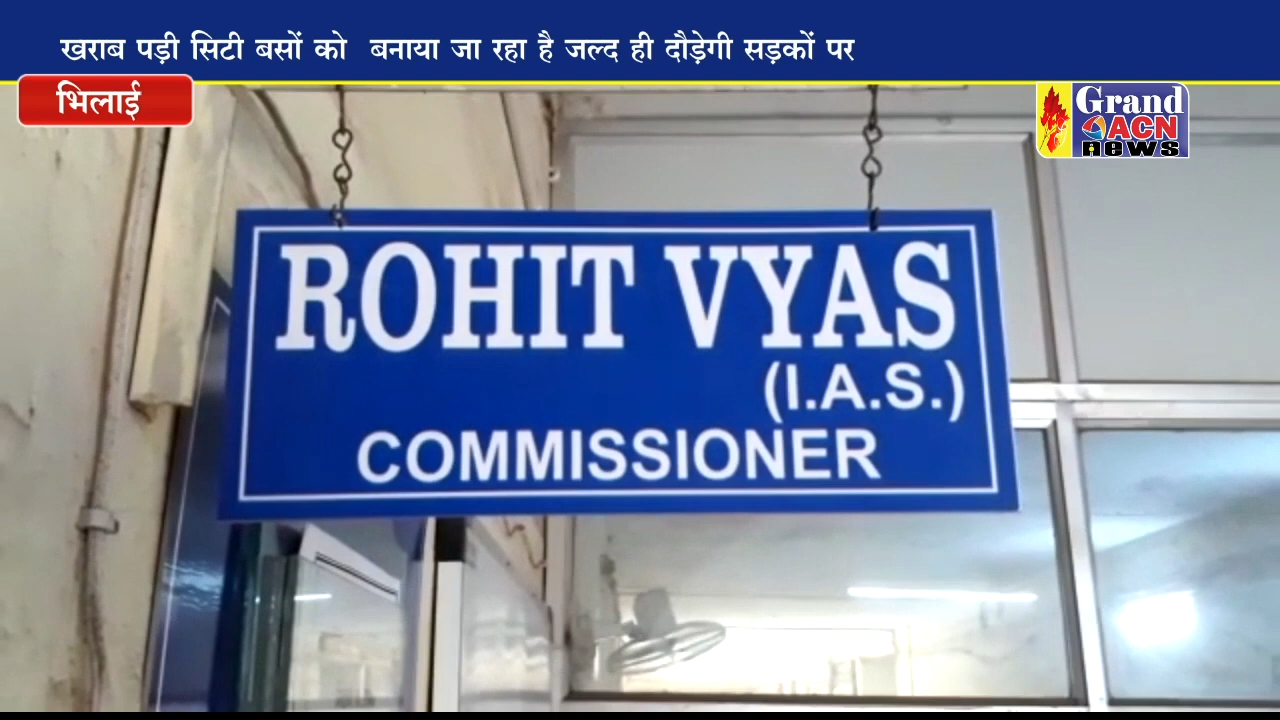 खराब पड़ी सिटी बसों को  बनाया जा रहा है जल्द ही दौड़ेगी सड़कों पर
भिलाई
Grand
ACN
news
ROHIT VYAS
(I.A.S.)
COMMISSIONER